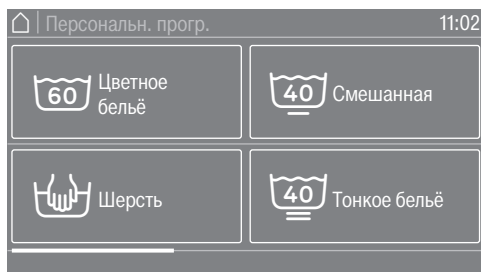 Персональн. прогр. 11:02
60 Цветное
бельё
40 Смешанная
Шерсть
40 Тонкое бельё